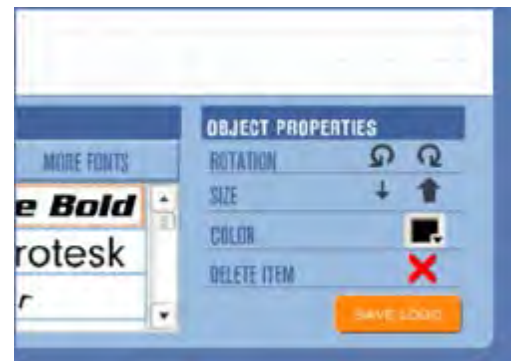 OBJECT PROPERTIES
MORE FONTS
ROTATION
SIZE
e Bold
COLOR
rotesk
DELETE ITEM
r
SAVE LOGO